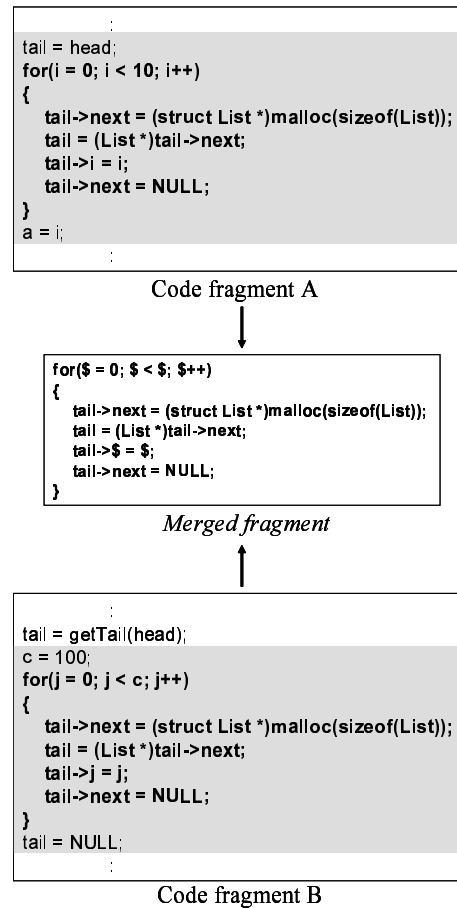 :
tail = head;
for(i = 0; i < 10; i++)
{
tail->next = (struct List *)malloc(sizeof(List));
tail = (List *)tail->next;
tail->i = i;
tail->next = NULL;
}
a = i;
:
Code fragment A
for($ = 0; $ < $; $++)
{
tail->next = (struct List *)malloc(sizeof(List));
tail = (List *)tail->next;
tail->$ = $;
tail->next = NULL;
}
Merged fragment
:
tail = getTail(head);
c = 100;
for(j = 0; j < c; j++)
{
tail->next = (struct List *)malloc(sizeof(List));
tail = (List *)tail->next;
tail->j = j;
tail->next = NULL;
}
tail = NULL;
:
Code fragment B